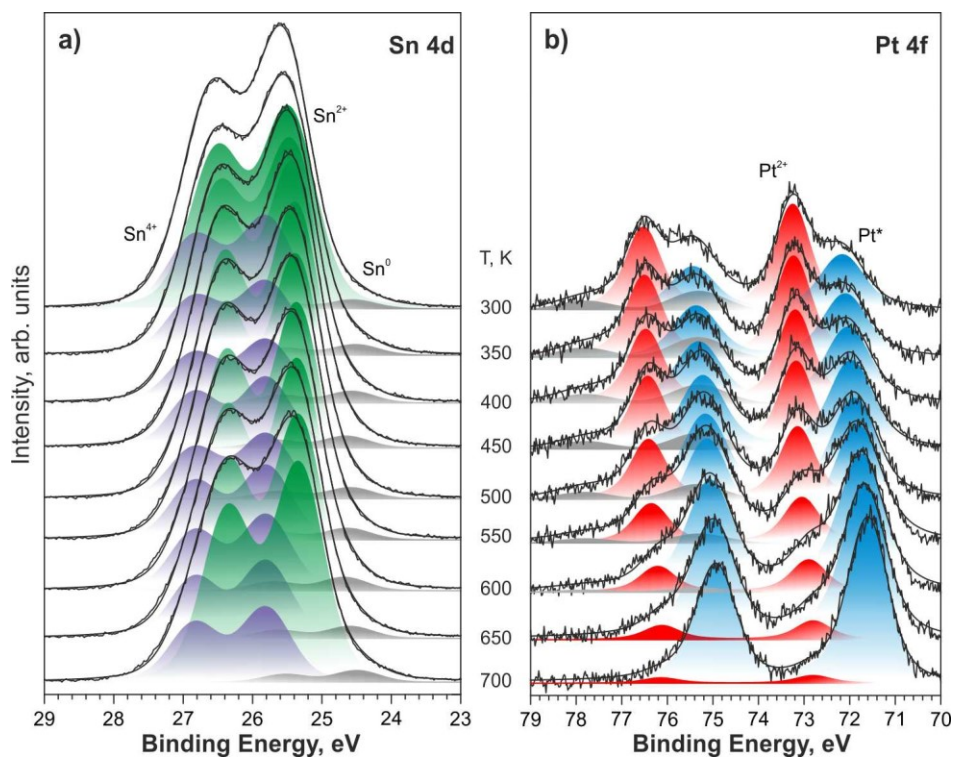 a)
Sn 4d
Sn²⁺
Sn⁴⁺
Sn⁰
Intensity, arb. units
29 28 27 26 25 24 23
Binding Energy, eV
T, K
300
350
400
450
500
550
600
650
700
b)
Pt 4f
Pt²⁺
Pt*
79 78 77 76 75 74 73 72 71 70
Binding Energy, eV